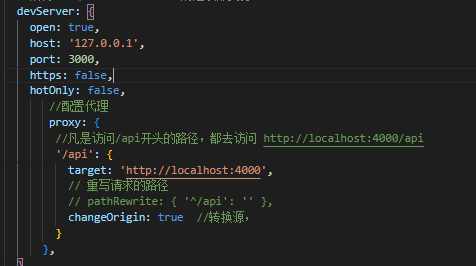 devServer: {
open: true,
host: '127.0.0.1',
port: 3000,
https: false,
hotOnly: false,
//配置代理
proxy: {
//凡是访问/api开头的路径，都去访问 http://localhost:4000/api
'/api': {
target: 'http://localhost:4000',
// 重写请求的路径
// pathRewrite: { '^/api': '' },
changeOrigin: true //转换源，
}
},